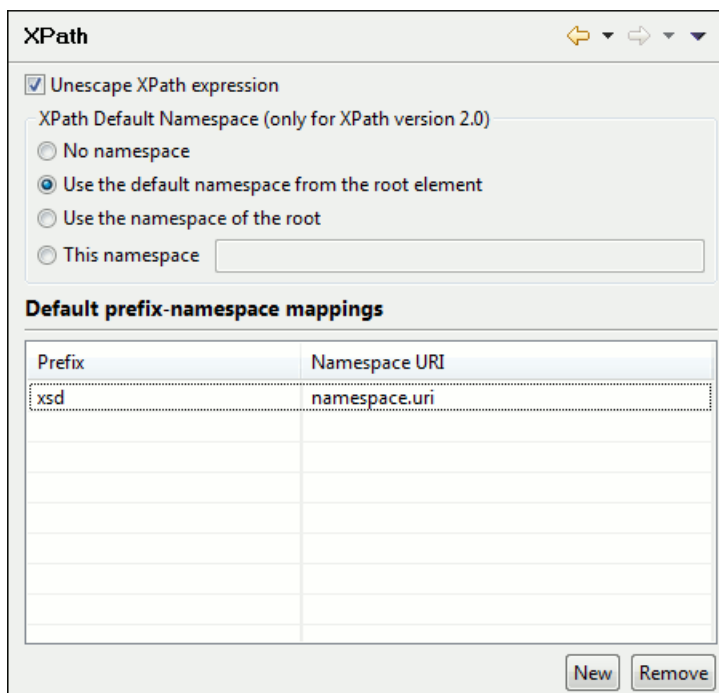 XPath
Unescape XPath expression
XPath Default Namespace (only for XPath version 2.0)
No namespace
Use the default namespace from the root element
Use the namespace of the root
This namespace
Default prefix-namespace mappings
Prefix Namespace URI
xsd namespace.uri
New Remove